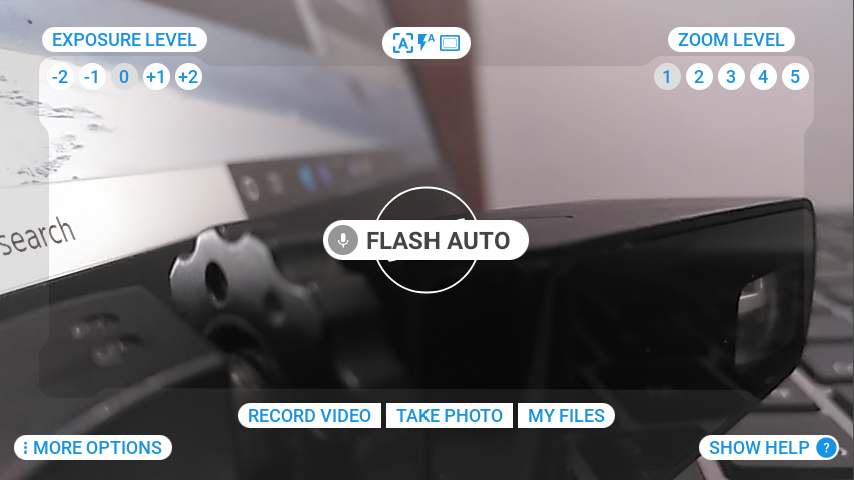 EXPOSURE LEVEL
A A
ZOOM LEVEL
-2 -1 0 +1 +2
1 2 3 4 5
search
FLASH AUTO
RECORD VIDEO
TAKE PHOTO
MY FILES
MORE OPTIONS
SHOW HELP ?